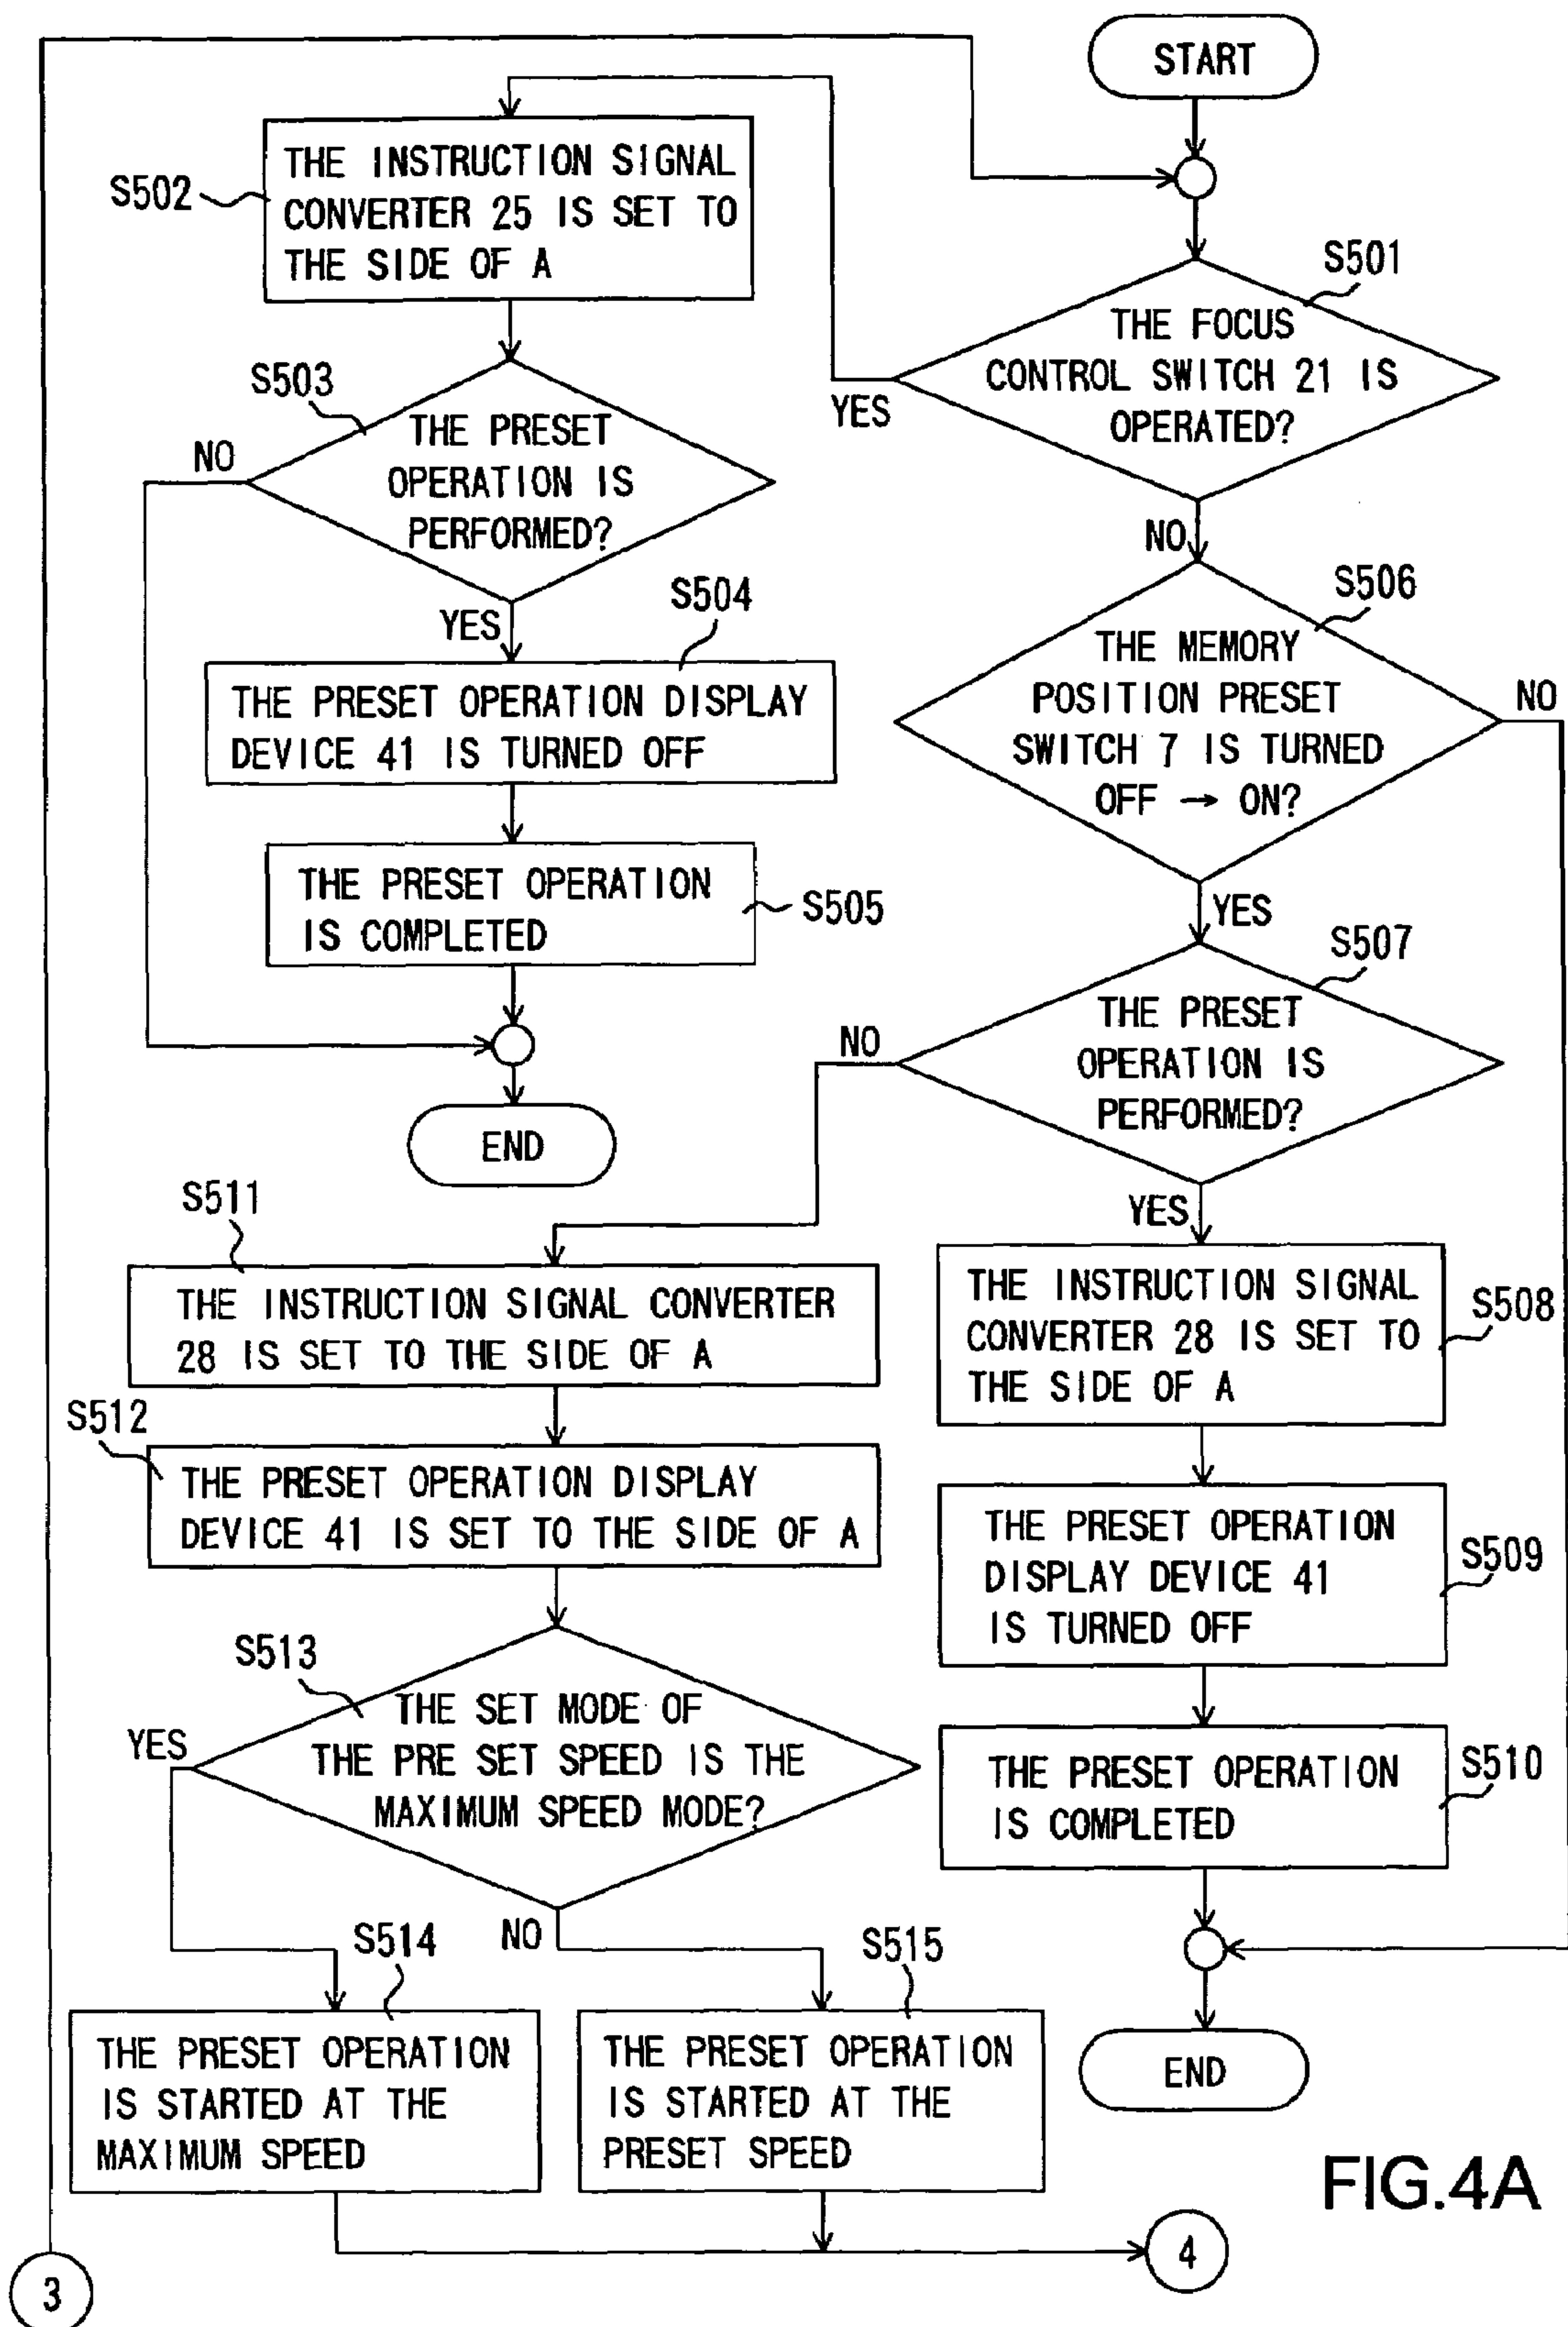 START
S501
THE FOCUS
CONTROL SWITCH 21 IS
OPERATED?
YES
NO
S502
THE INSTRUCTION SIGNAL
CONVERTER 25 IS SET TO
THE SIDE OF A
S503
THE PRESET
OPERATION IS
PERFORMED?
NO
YES
S504
THE PRESET OPERATION DISPLAY
DEVICE 41 IS TURNED OFF
THE PRESET OPERATION
IS COMPLETED
S505
END
S506
THE MEMORY
POSITION PRESET
SWITCH 7 IS TURNED
OFF → ON?
NO
YES
S507
THE PRESET
OPERATION IS
PERFORMED?
NO
YES
THE INSTRUCTION SIGNAL
CONVERTER 28 IS SET TO
THE SIDE OF A
S508
THE PRESET OPERATION
DISPLAY DEVICE 41
IS TURNED OFF
S509
THE PRESET OPERATION
IS COMPLETED
S510
END
S511
THE INSTRUCTION SIGNAL CONVERTER
28 IS SET TO THE SIDE OF A
S512
THE PRESET OPERATION DISPLAY
DEVICE 41 IS SET TO THE SIDE OF A
S513
THE SET MODE OF
THE PRE SET SPEED IS THE
MAXIMUM SPEED MODE?
YES
NO
S514
THE PRESET OPERATION
IS STARTED AT THE
MAXIMUM SPEED
S515
THE PRESET OPERATION
IS STARTED AT THE
PRESET SPEED
3
4
FIG.4A